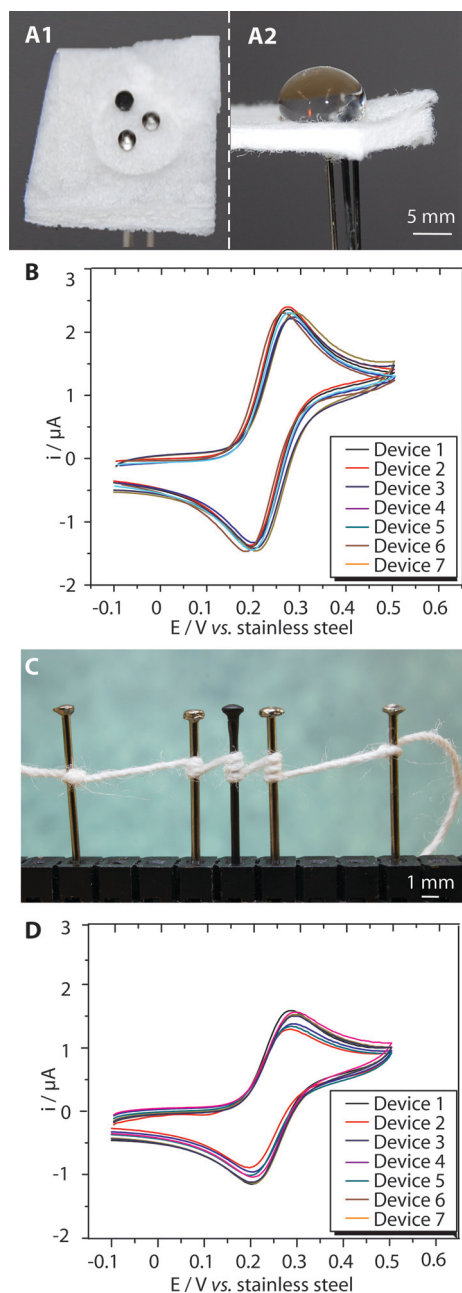 A1
A2
5 mm
B
3
2
1
0
-1
-2
i / µA
Device 1
Device 2
Device 3
Device 4
Device 5
Device 6
Device 7
-0.1 0 0.1 0.2 0.3 0.4 0.5 0.6
E / V vs. stainless steel
C
1 mm
D
3
2
1
0
-1
-2
i / µA
Device 1
Device 2
Device 3
Device 4
Device 5
Device 6
Device 7
-0.1 0 0.1 0.2 0.3 0.4 0.5 0.6
E / V vs. stainless steel